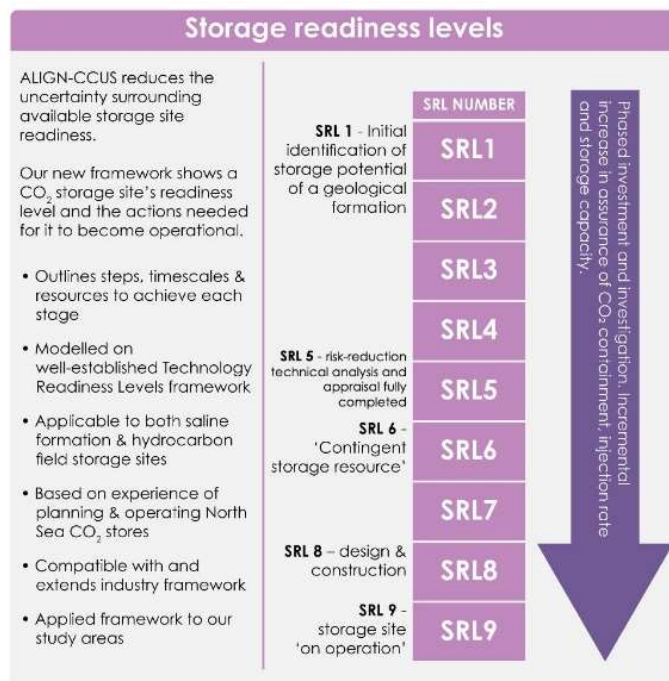 Storage readiness levels
ALIGN-CCUS reduces the
uncertainty surrounding
available storage site
readiness.
Our new framework shows a
CO₂ storage site's readiness
level and the actions needed
for it to become operational.
• Outlines steps, timescales &
resources to achieve each
stage
• Modelled on
well-established Technology
Readiness Levels framework
• Applicable to both saline
formation & hydrocarbon
field storage sites
• Based on experience of
planning & operating North
Sea CO₂ stores
• Compatible with and
extends industry framework
• Applied framework to our
study areas
SRL 1 - Initial
identification of
storage potential
of a geological
formation
SRL 5 - risk-reduction
technical analysis and
appraisal fully
completed
SRL 6 -
‘Contingent
storage resource’
SRL 8 – design &
construction
SRL 9 -
storage site
‘on operation’
SRL NUMBER
SRL1
SRL2
SRL3
SRL4
SRL5
SRL6
SRL7
SRL8
SRL9
Phased investment and investigation. Incremental
increase in assurance of CO₂ containment, injection rate
and storage capacity.